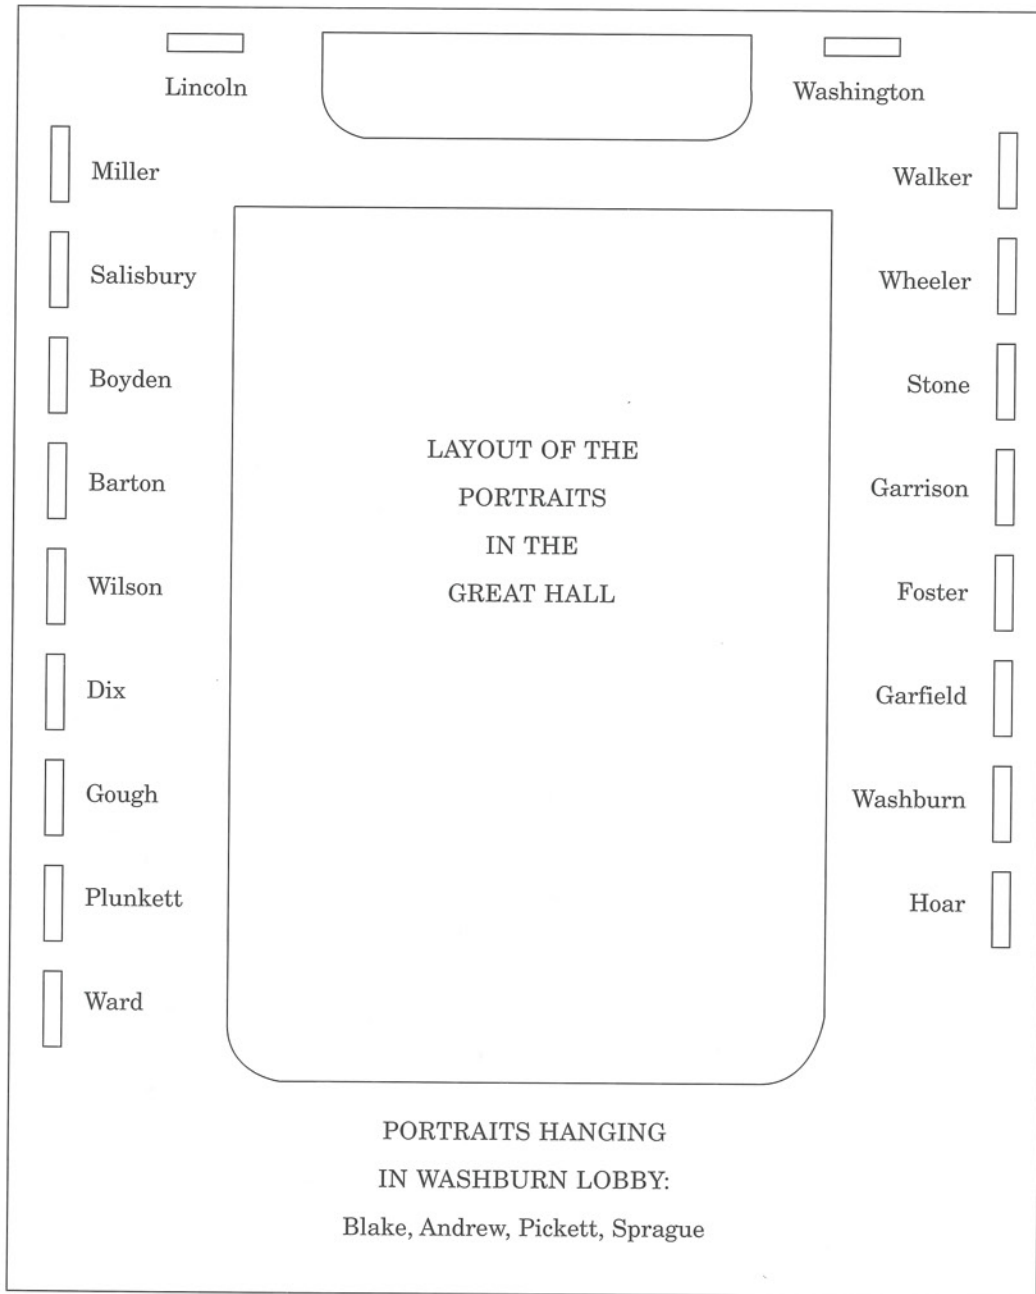 Lincoln
Washington
Miller
Walker
Salisbury
Wheeler
Boyden
Stone
Barton
Garrison
Wilson
Foster
Dix
Garfield
Gough
Washburn
Plunkett
Hoar
Ward
LAYOUT OF THE
PORTRAITS
IN THE
GREAT HALL
PORTRAITS HANGING
IN WASHBURN LOBBY:
Blake, Andrew, Pickett, Sprague